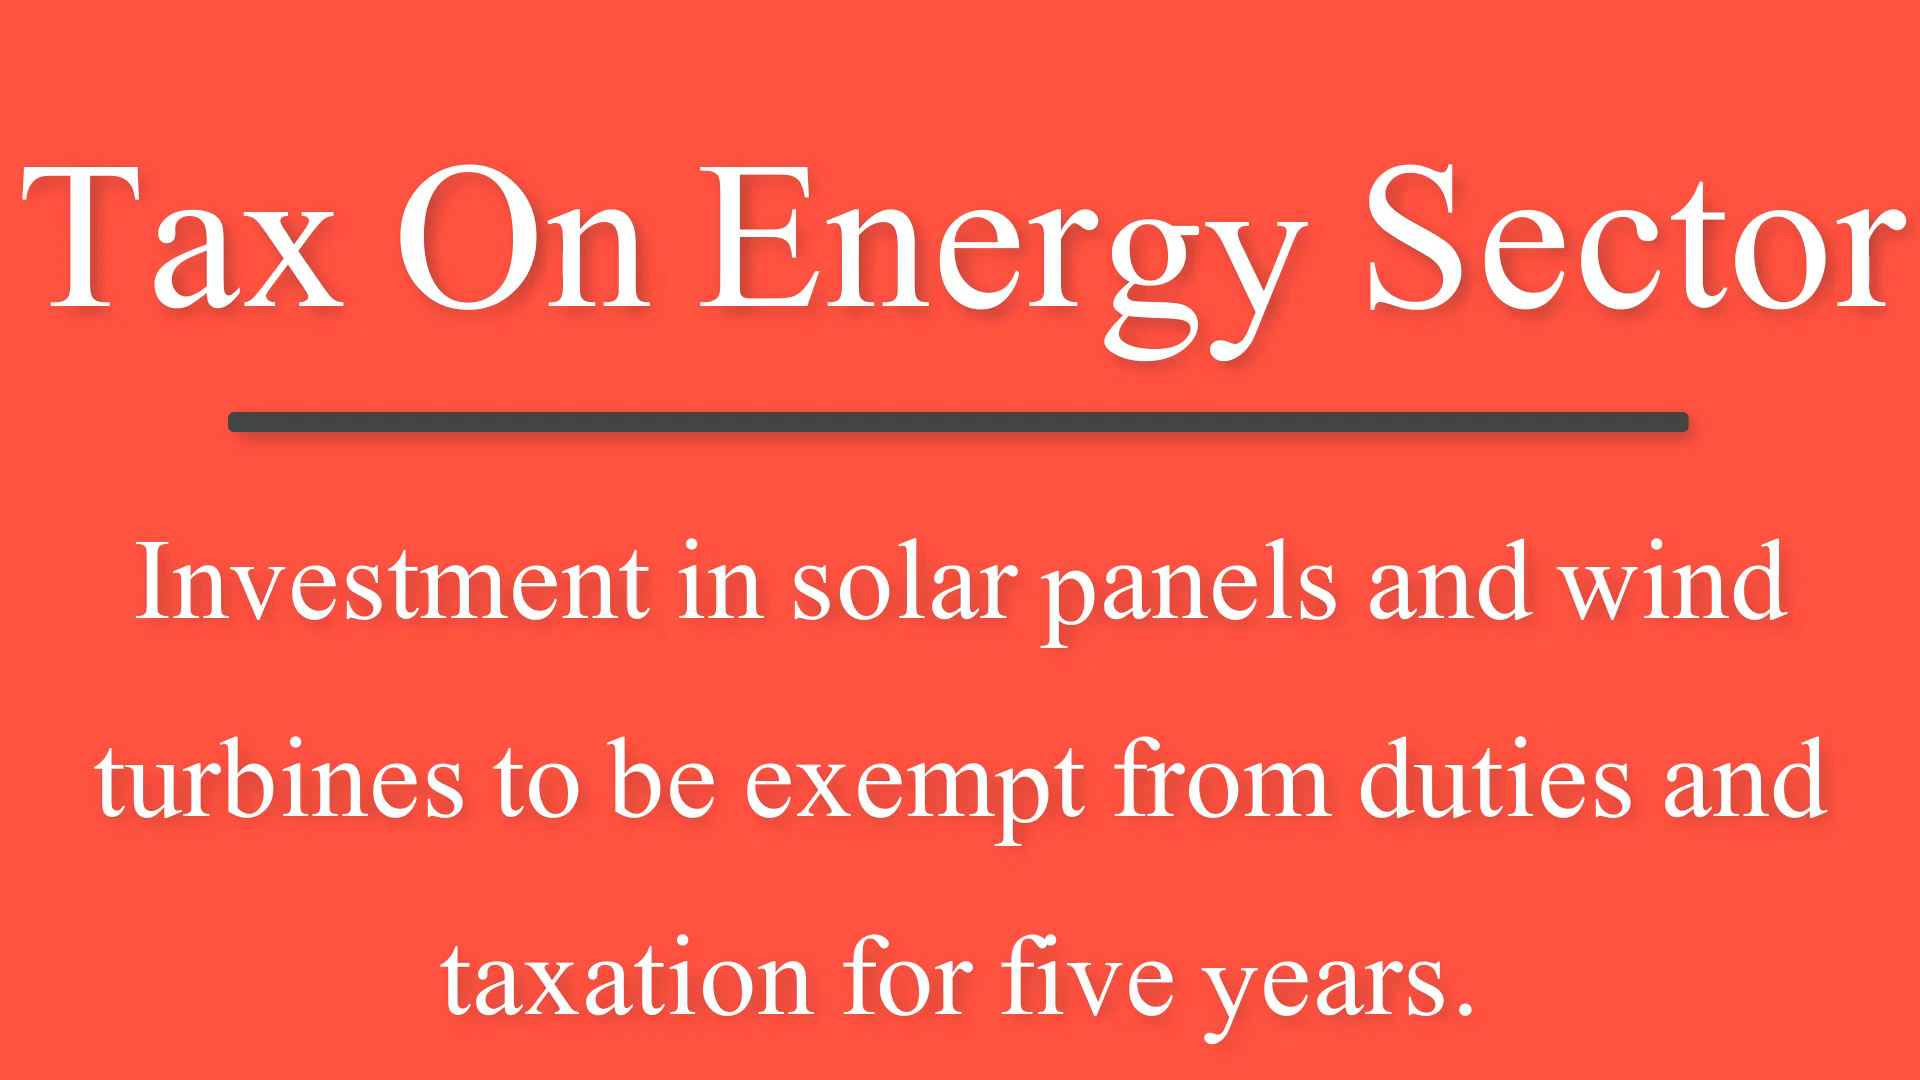 Tax On Energy Sector
Investment in solar panels and wind
turbines to be exempt from duties and
taxation for five years.